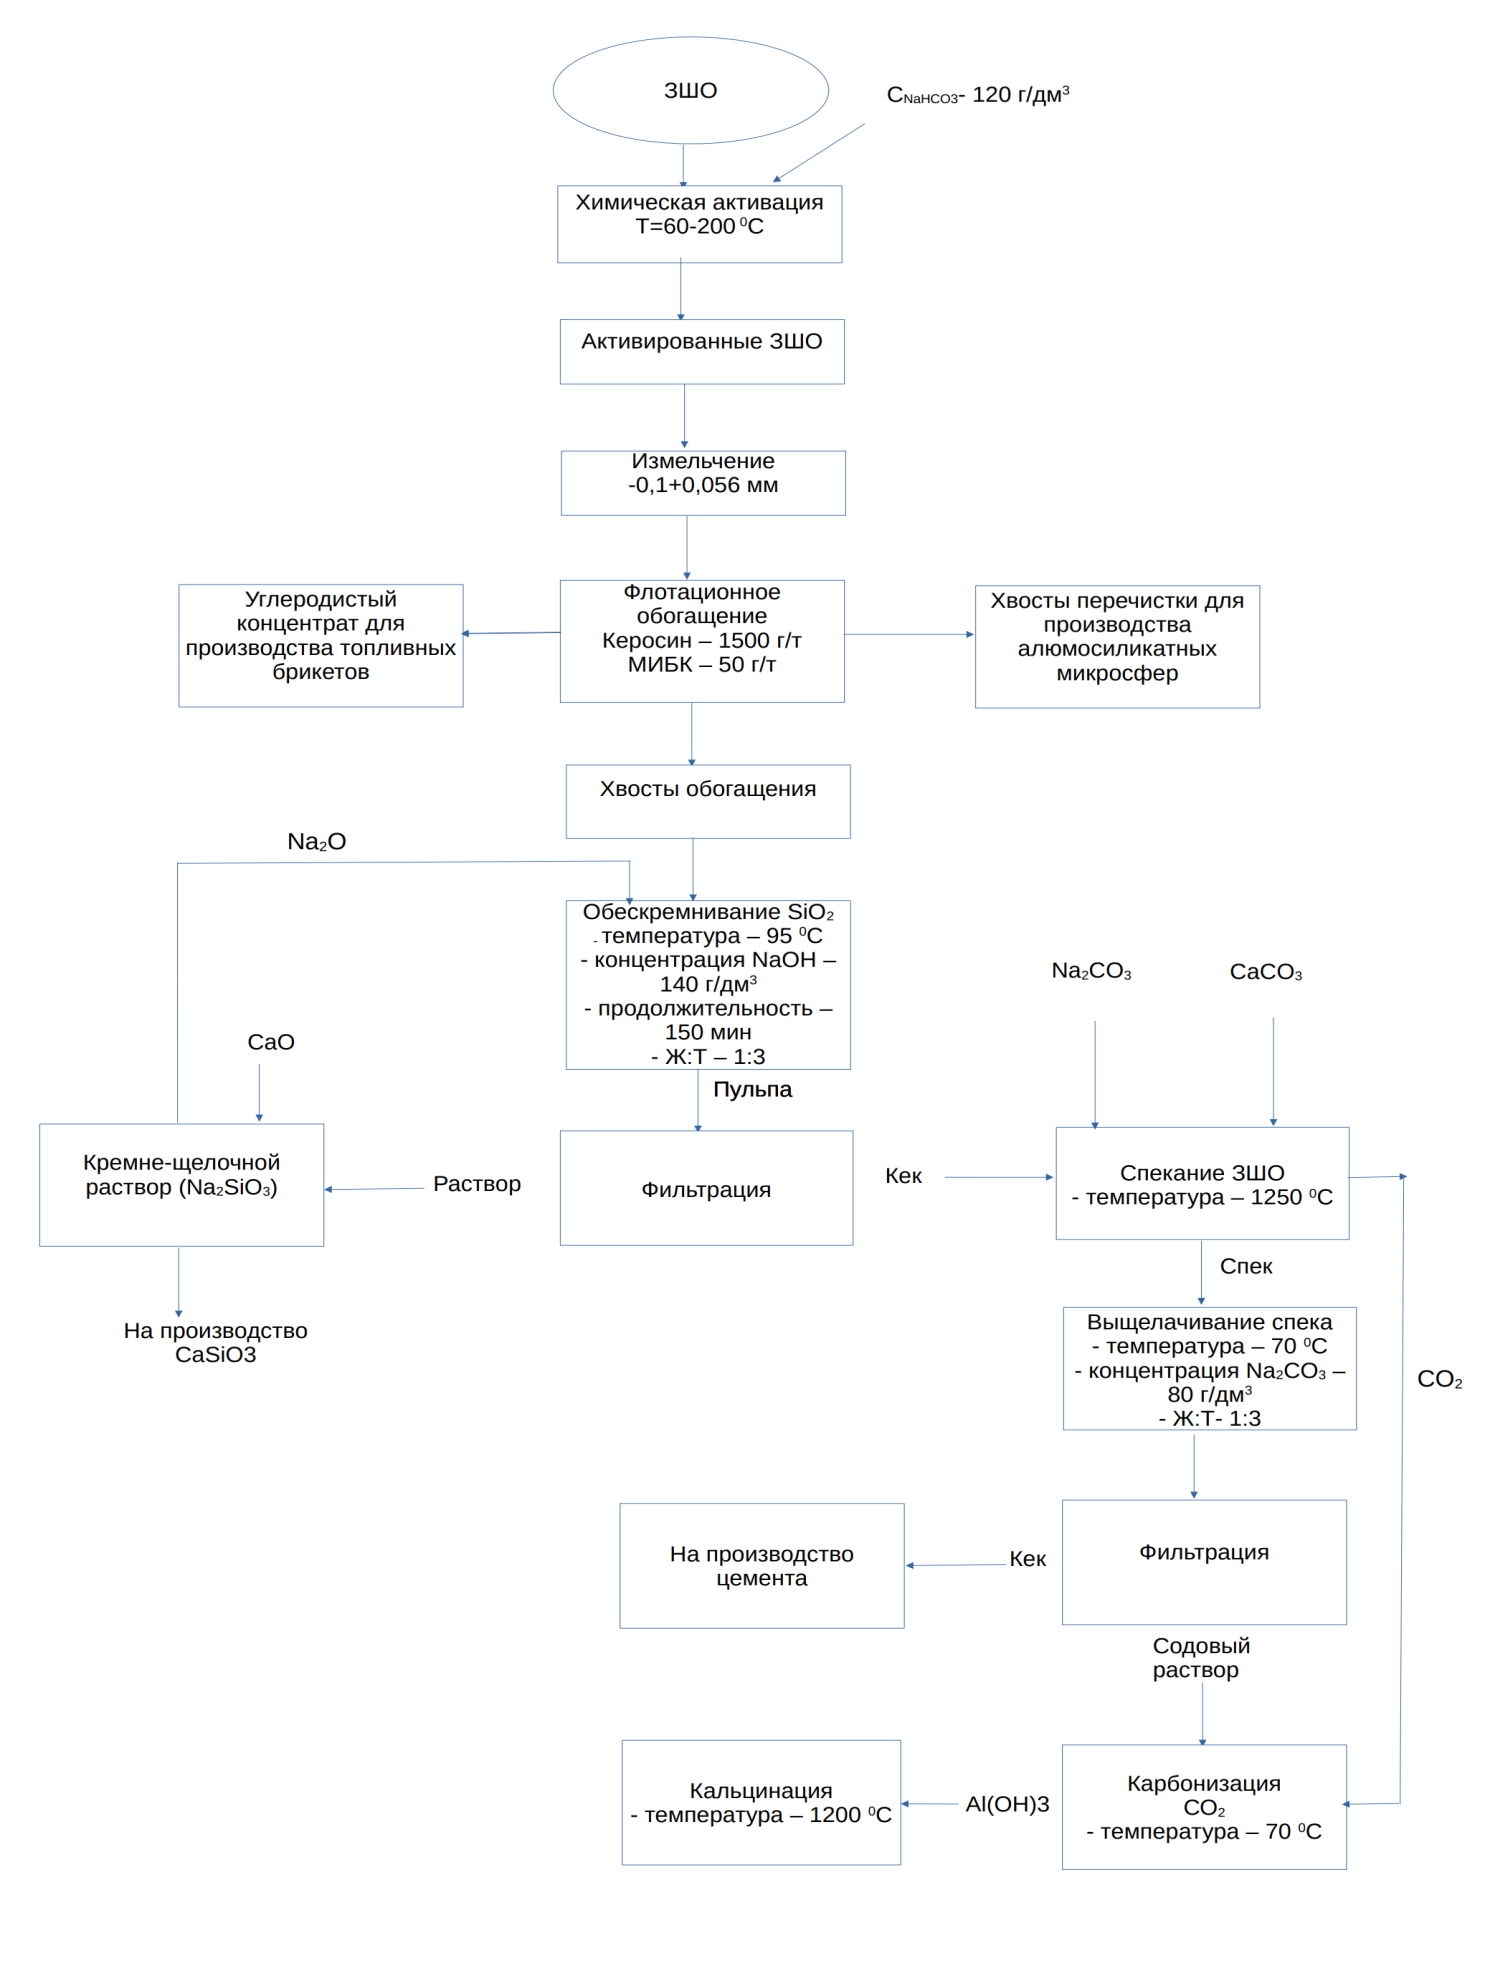 ЗШО
CNaHCO3- 120 г/дм³
Химическая активация
Т=60-200 ⁰С
Активированные ЗШО
Измельчение
-0,1+0,056 мм
Углеродистый
концентрат для
производства топливных
брикетов
Флотационное
обогащение
Керосин – 1500 г/т
МИБК – 50 г/т
Хвосты перечистки для
производства
алюмосиликатных
микросфер
Хвосты обогащения
Na₂O
Обескремнивание SiO₂
- температура – 95 ⁰С
- концентрация NaOH –
140 г/дм³
- продолжительность –
150 мин
- Ж:Т – 1:3
Na₂CO₃
CaCO₃
CaO
Пульпа
Кремне-щелочной
раствор (Na₂SiO₃)
Раствор
Фильтрация
Кек
Спекание ЗШО
- температура – 1250 ⁰С
Спек
На производство
CaSiO3
Выщелачивание спека
- температура – 70 ⁰С
- концентрация Na₂CO₃ –
80 г/дм³
- Ж:Т- 1:3
CO₂
На производство
цемента
Кек
Фильтрация
Содовый
раствор
Кальцинация
- температура – 1200 ⁰С
Al(OH)3
Карбонизация
CO₂
- температура – 70 ⁰С